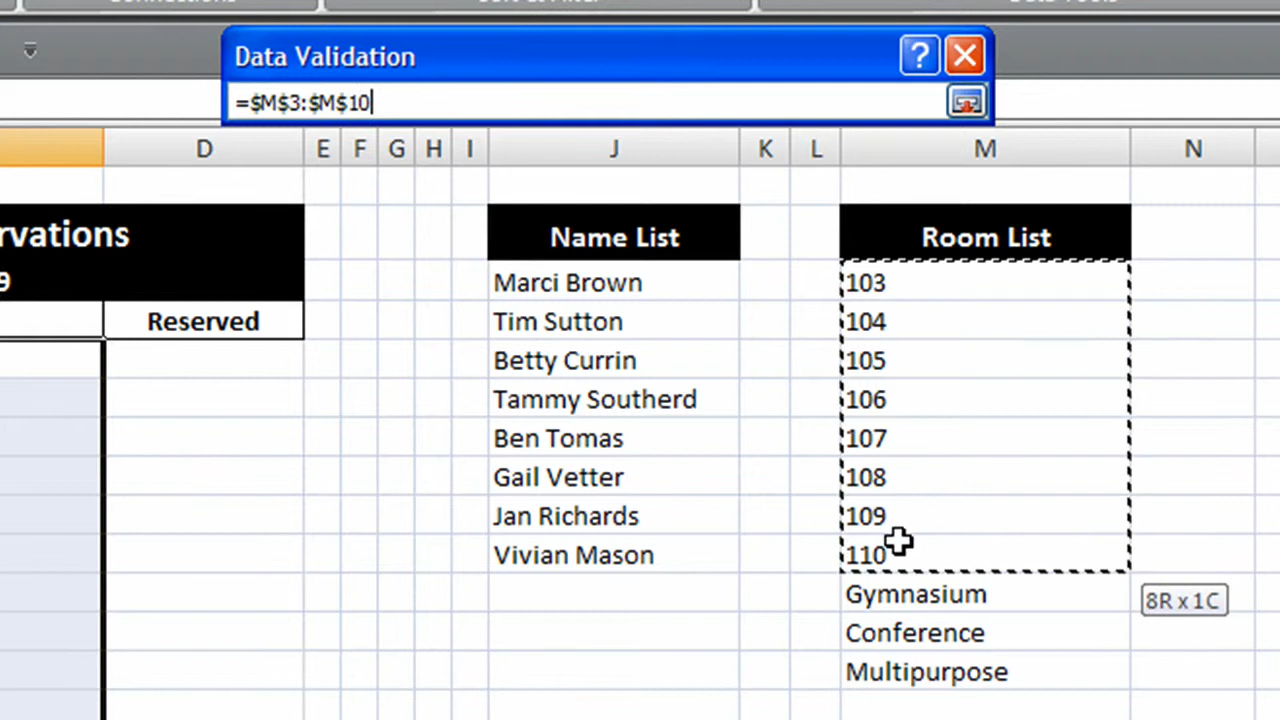 Data Validation
?
=$M$3:$M$10
D E F G H I J K L M N
rvations
Name List
Room List
9
Marci Brown
103
Reserved
Tim Sutton
104
Betty Currin
105
Tammy Southerd
106
Ben Tomas
107
Gail Vetter
108
Jan Richards
109
Vivian Mason
110
Gymnasium
8R x 1C
Conference
Multipurpose